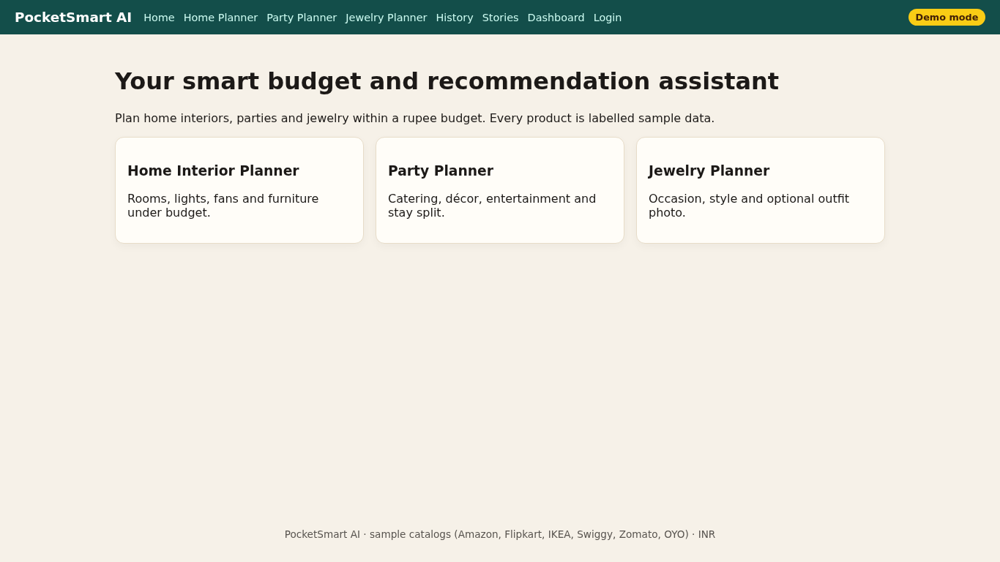 PocketSmart AI Home Home Planner Party Planner Jewelry Planner History Stories Dashboard Login Demo mode
Your smart budget and recommendation assistant
Plan home interiors, parties and jewelry within a rupee budget. Every product is labelled sample data.
Home Interior Planner
Rooms, lights, fans and furniture
under budget.
Party Planner
Catering, décor, entertainment and
stay split.
Jewelry Planner
Occasion, style and optional outfit
photo.
PocketSmart AI · sample catalogs (Amazon, Flipkart, IKEA, Swiggy, Zomato, OYO) · INR